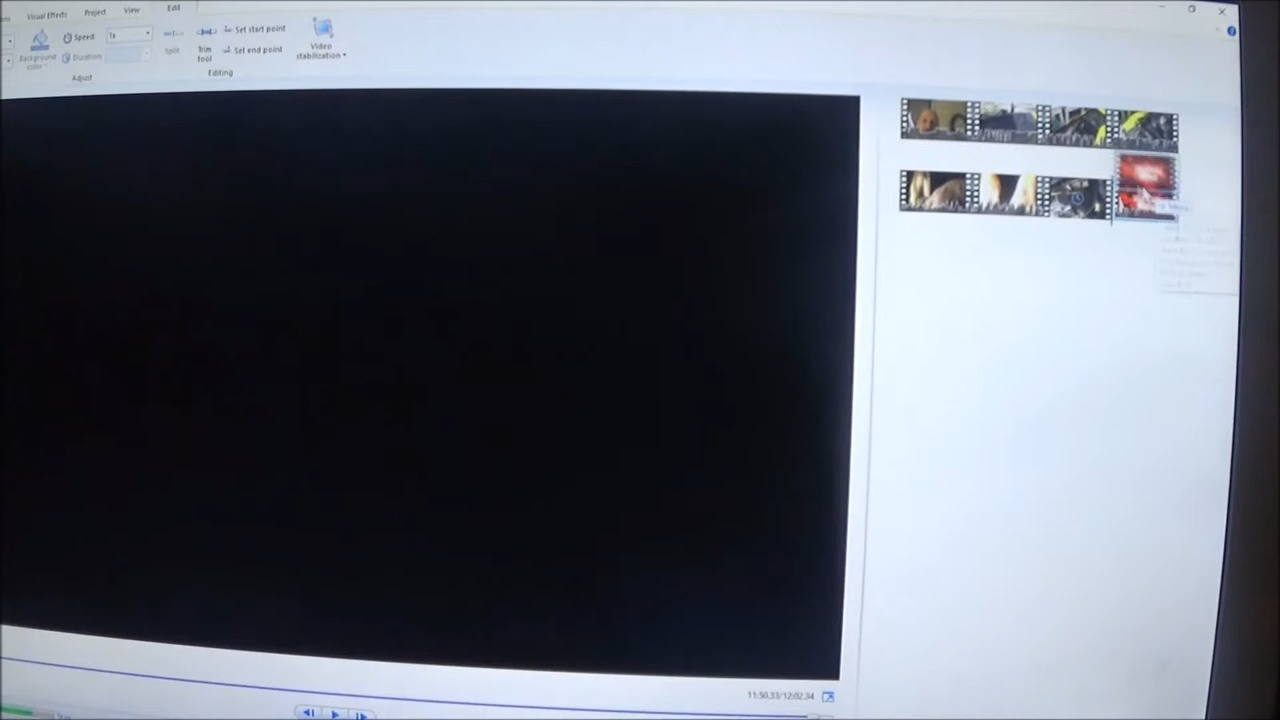 Visual Effects Project View Edit
Speed 1x Set start point
Background color Split Trim tool Video stabilization
Duration Set end point
Adjust Editing
11:50.33/12:02.34